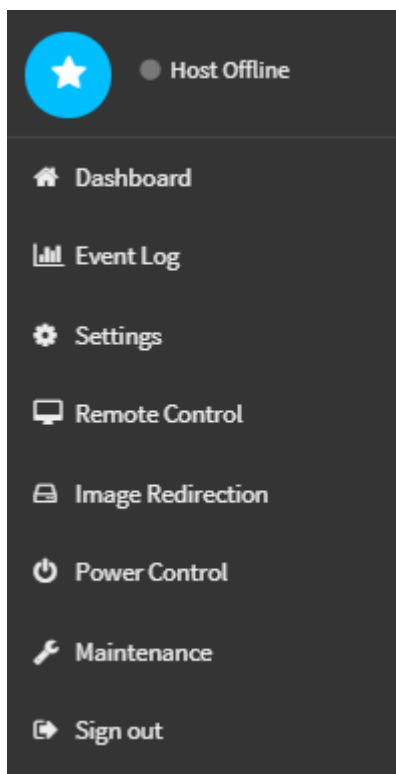 Host Offline
Dashboard
Event Log
Settings
Remote Control
Image Redirection
Power Control
Maintenance
Sign out